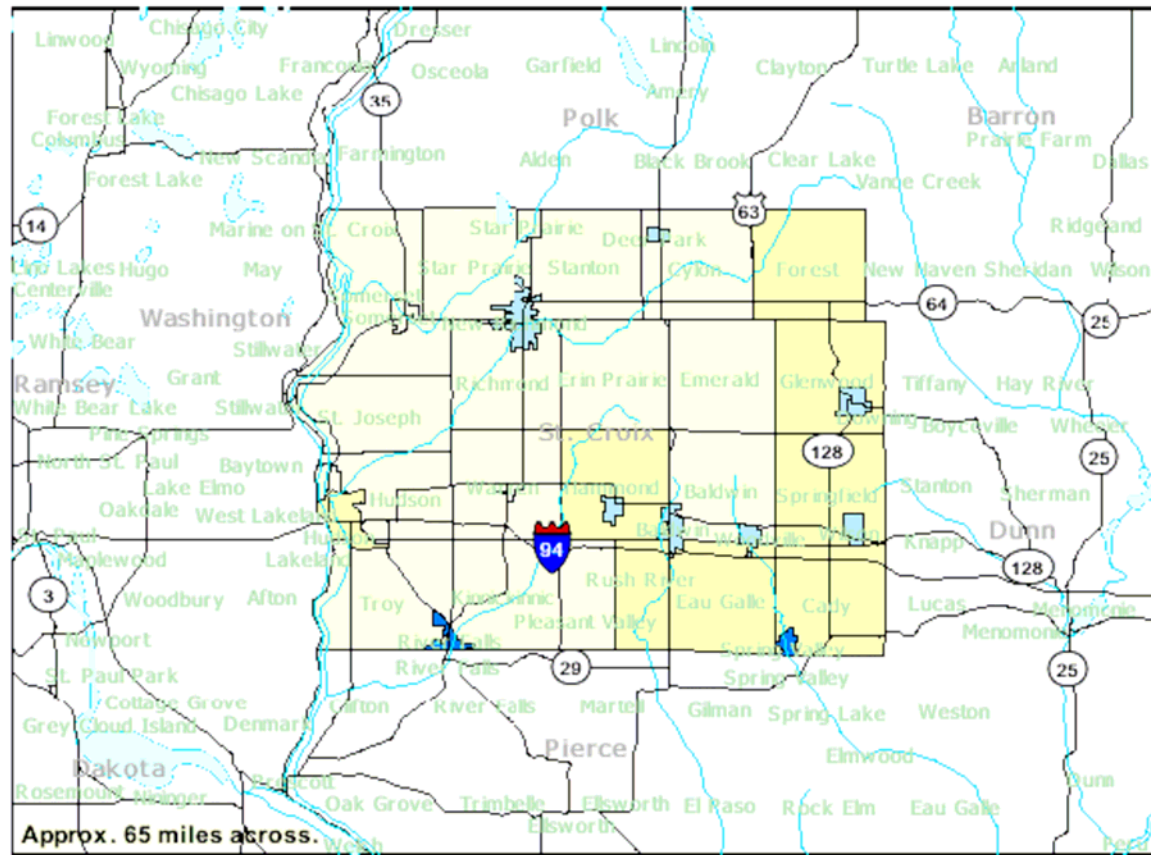 Linwood
Chisago City
Dresser
Lincoln
Wyoming
Francona
Osceola
Garfield
Clayton
Turtle Lake
Arland
Chisago Lake
Amery
35
Forest Lake
Polk
Barron
Columbus
Prairie Farm
New Scandia
Farmington
Alden
Black Brook
Clear Lake
Dallas
Forest Lake
Vance Creek
63
14
Marine on St. Croix
Star Prairie
Deer Park
Ridgeland
Lino Lakes
Hugo
May
Star Prairie
Stanton
Cylon
Forest
New Haven
Sheridan
Wilson
Centerville
64
Somerset
Washington
Somerset
New Richmond
25
White Bear
Stillwater
Ramsey
Grant
Richmond
Erin Prairie
Emerald
Glenwood
Tiffany
Hay River
White Bear Lake
Stillwater
St. Joseph
Downing
Boyceville
Wheeler
Pine Springs
St. Croix
128
25
North St. Paul
Baytown
Lake Elmo
Hudson
Warren
Hammond
Baldwin
Springfield
Stanton
Sherman
Oakdale
West Lakeland
St. Paul
Hudson
94
Baldwin
Woodville
Wilson
Knapp
Dunn
Maplewood
Lakeland
128
Rush River
3
Woodbury
Afton
Troy
Kinnickinnic
Eau Galle
Cady
Lucas
Menomonie
Pleasant Valley
Menomonie
Newport
River Falls
Spring Valley
St. Paul Park
River Falls
29
Spring Valley
25
Cottage Grove
Clifton
River Falls
Martell
Gilman
Spring Lake
Weston
Grey Cloud Island
Denmark
Pierce
Elmwood
Dakota
Prescott
Dunn
Rosemount
Nininger
Oak Grove
Trimbelle
Ellsworth
El Paso
Rock Elm
Eau Galle
Ellsworth
Approx. 65 miles across.
Welch
Peru